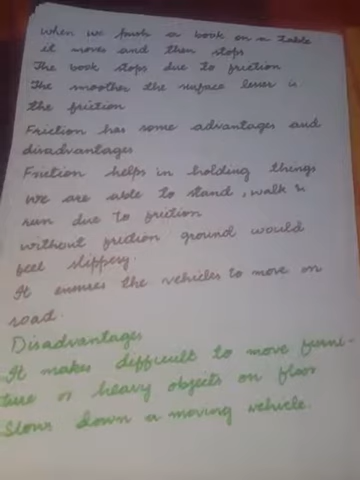 when we push a book on a table
it moves and then stops
The book stops due to friction
The smoother the surface lesser is
the friction
Friction has some advantages and
disadvantages
Friction helps in holding things
we are able to stand, walk &
run due to friction
without friction ground would
feel slippery.
It ensures the vehicles to move on
road.
Disadvantages
It makes difficult to move furni-
ture or heavy objects on floor
Slows down a moving vehicle.